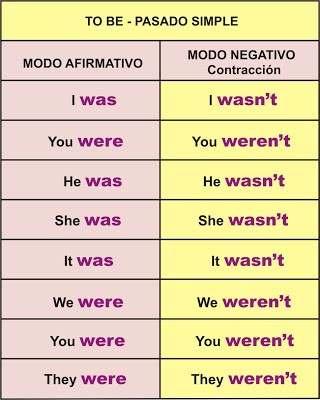 TO BE - PASADO SIMPLE
MODO AFIRMATIVO
MODO NEGATIVO
Contracción
I was
I wasn't
You were
You weren't
He was
He wasn't
She was
She wasn't
It was
It wasn't
We were
We weren't
You were
You weren't
They were
They weren't